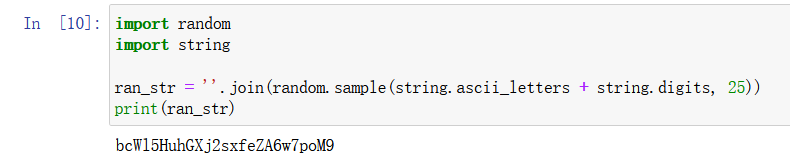 In [10]: import random
import string
ran_str = ''.join(random.sample(string.ascii_letters + string.digits, 25))
print(ran_str)
bcWl5HuhGXj2sxfeZA6w7poM9